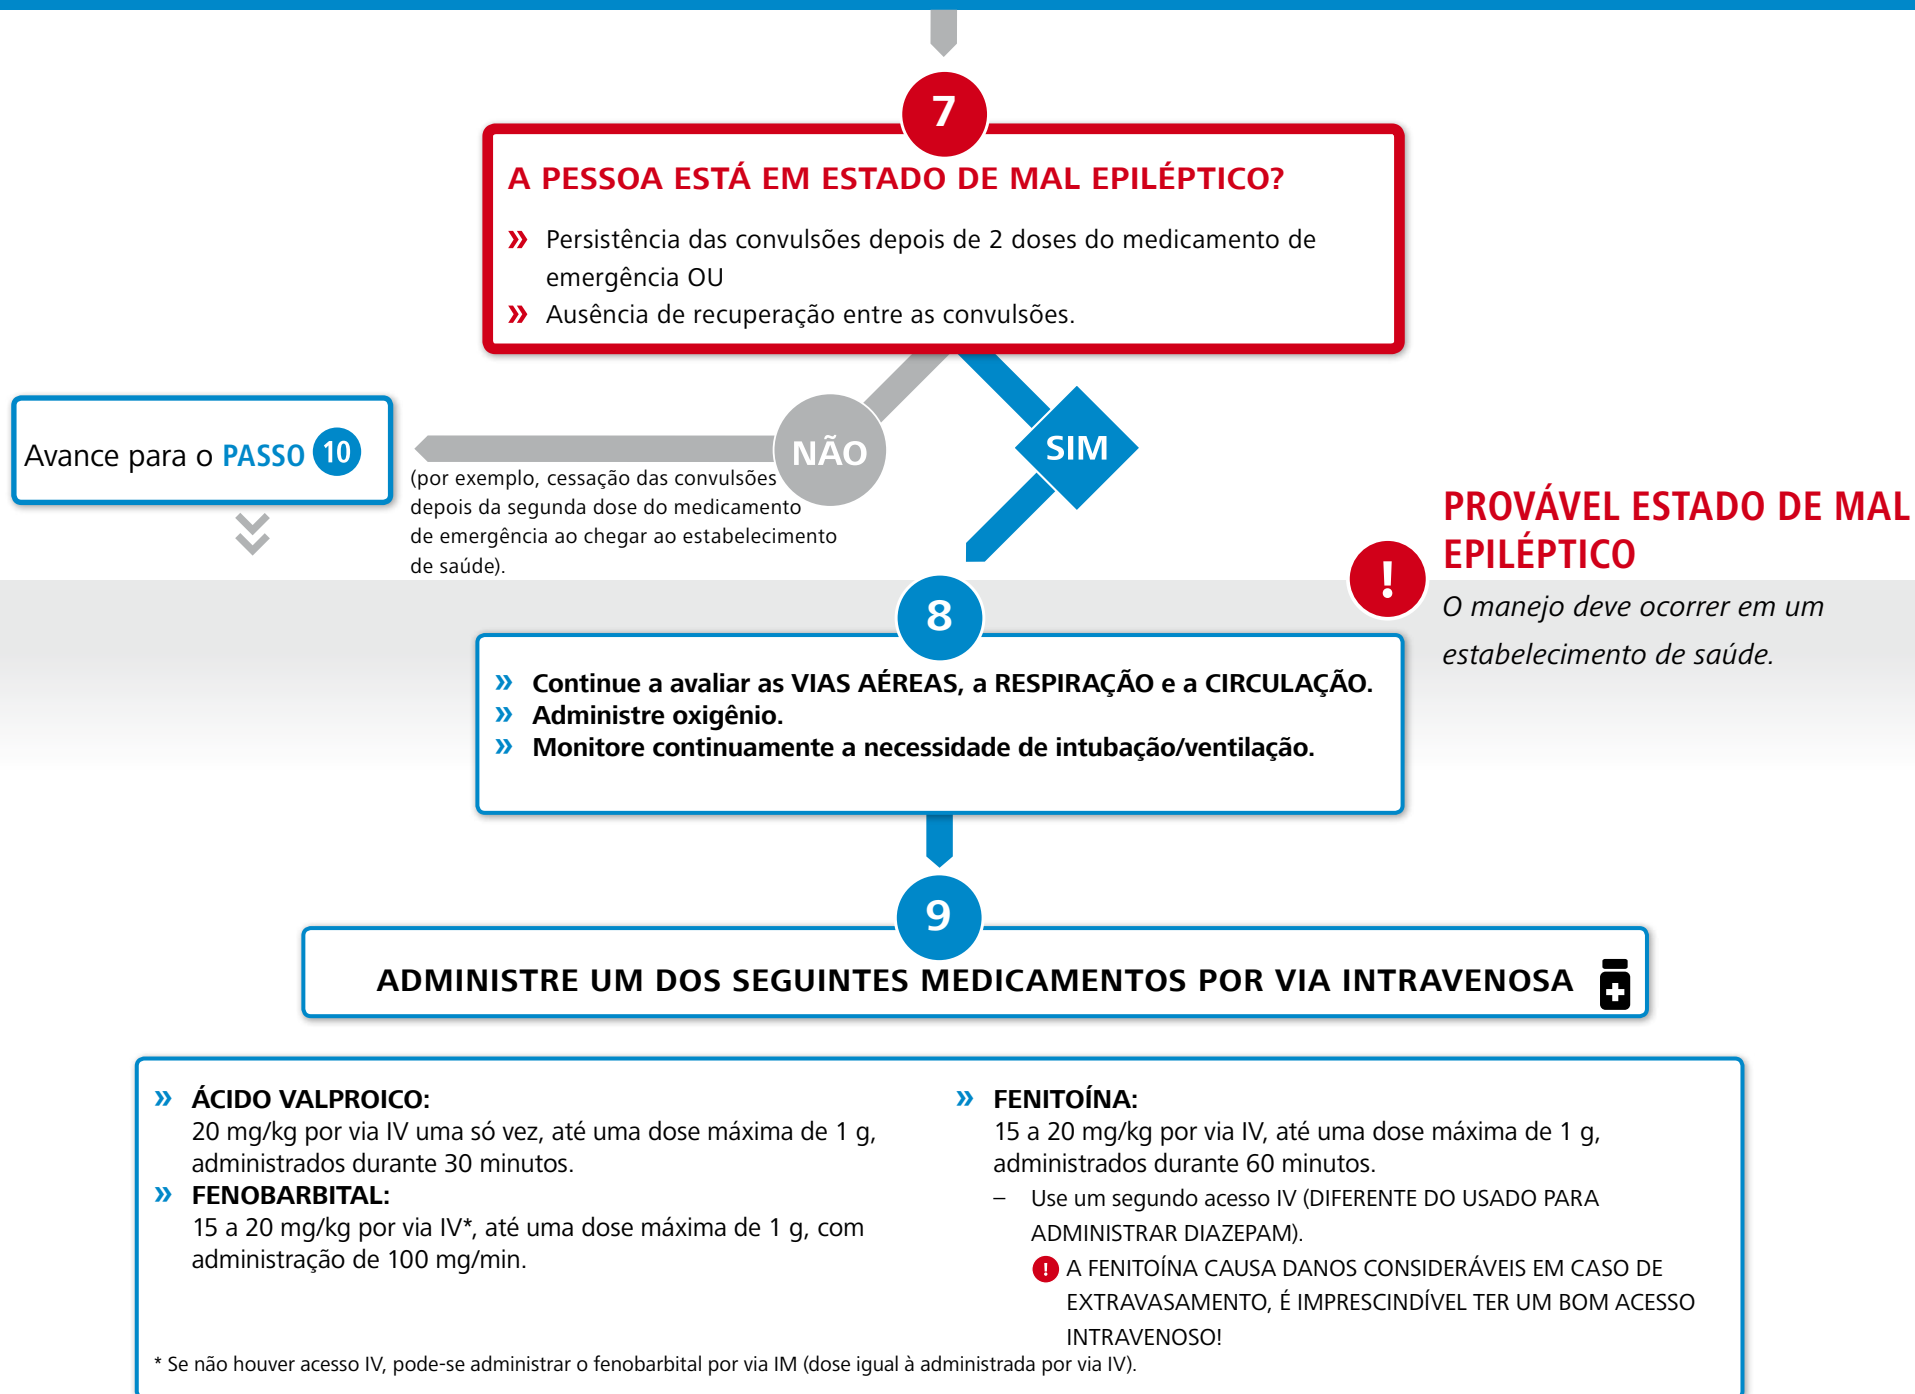 7
A PESSOA ESTÁ EM ESTADO DE MAL EPILÉPTICO?
» Persistência das convulsões depois de 2 doses do medicamento de
emergência OU
» Ausência de recuperação entre as convulsões.
Avance para o PASSO 10
NÃO
SIM
(por exemplo, cessação das convulsões
depois da segunda dose do medicamento
de emergência ao chegar ao estabelecimento
de saúde).
!
PROVÁVEL ESTADO DE MAL
EPILÉPTICO
O manejo deve ocorrer em um
estabelecimento de saúde.
8
» Continue a avaliar as VIAS AÉREAS, a RESPIRAÇÃO e a CIRCULAÇÃO.
» Administre oxigênio.
» Monitore continuamente a necessidade de intubação/ventilação.
9
ADMINISTRE UM DOS SEGUINTES MEDICAMENTOS POR VIA INTRAVENOSA
» ÁCIDO VALPROICO:
20 mg/kg por via IV uma só vez, até uma dose máxima de 1 g,
administrados durante 30 minutos.
» FENOBARBITAL:
15 a 20 mg/kg por via IV*, até uma dose máxima de 1 g, com
administração de 100 mg/min.
» FENITOÍNA:
15 a 20 mg/kg por via IV, até uma dose máxima de 1 g,
administrados durante 60 minutos.
– Use um segundo acesso IV (DIFERENTE DO USADO PARA
ADMINISTRAR DIAZEPAM).
! A FENITOÍNA CAUSA DANOS CONSIDERÁVEIS EM CASO DE
EXTRAVASAMENTO, É IMPRESCINDÍVEL TER UM BOM ACESSO
INTRAVENOSO!
* Se não houver acesso IV, pode-se administrar o fenobarbital por via IM (dose igual à administrada por via IV).